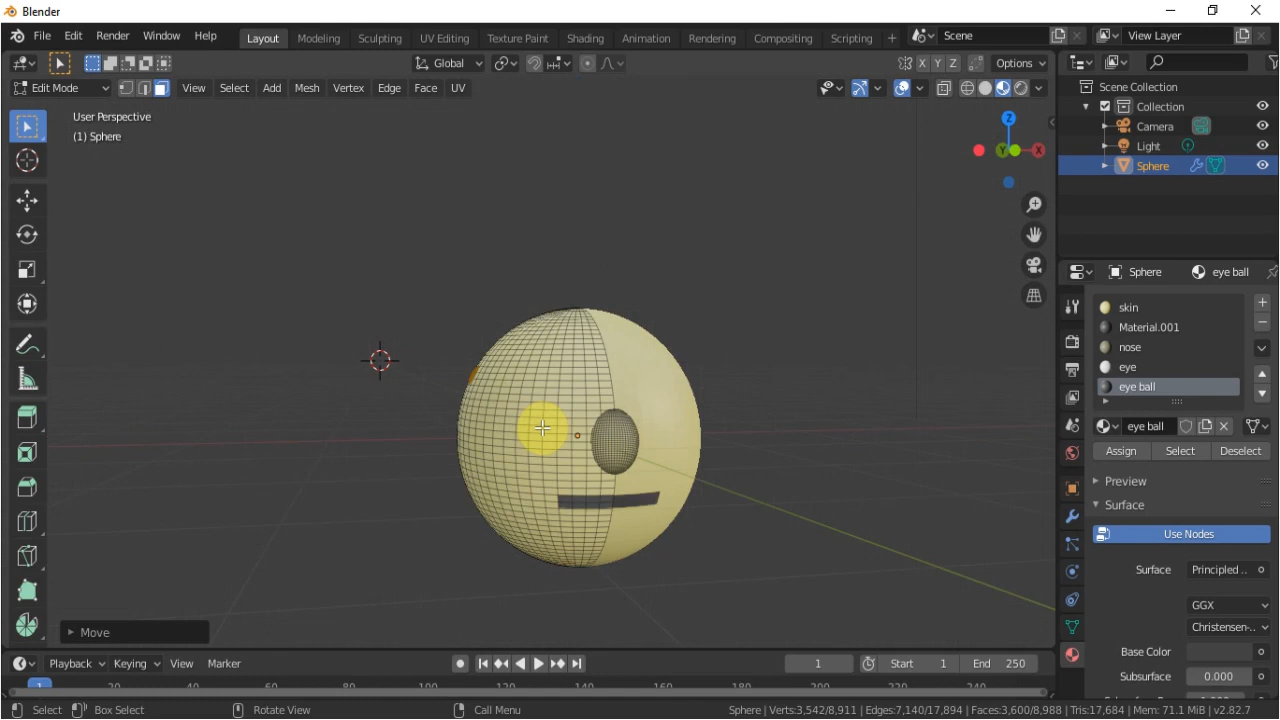 Blender
File Edit Render Window Help Layout Modeling Sculpting UV Editing Texture Paint Shading Animation Rendering Compositing Scripting + Scene View Layer
Global X Y Z Options
Edit Mode View Select Add Mesh Vertex Edge Face UV
User Perspective
(1) Sphere
Z
Y X
Scene Collection
Collection
Camera
Light
Sphere
Sphere eye ball
skin
Material.001
nose
eye
eye ball
eye ball
Assign Select Deselect
Preview
Surface
Use Nodes
Surface Principled ..
GGX
Christensen-..
Base Color
Subsurface 0.000
Move
Playback Keying View Marker 1 Start 1 End 250
1 20 40 60 80 100 120 140 160 180 200 220 240
Select Box Select Rotate View Call Menu Sphere | Verts:3,542/8,911 | Edges:7,140/17,894 | Faces:3,600/8,988 | Tris:17,684 | Mem: 71.1 MiB | v2.82.7